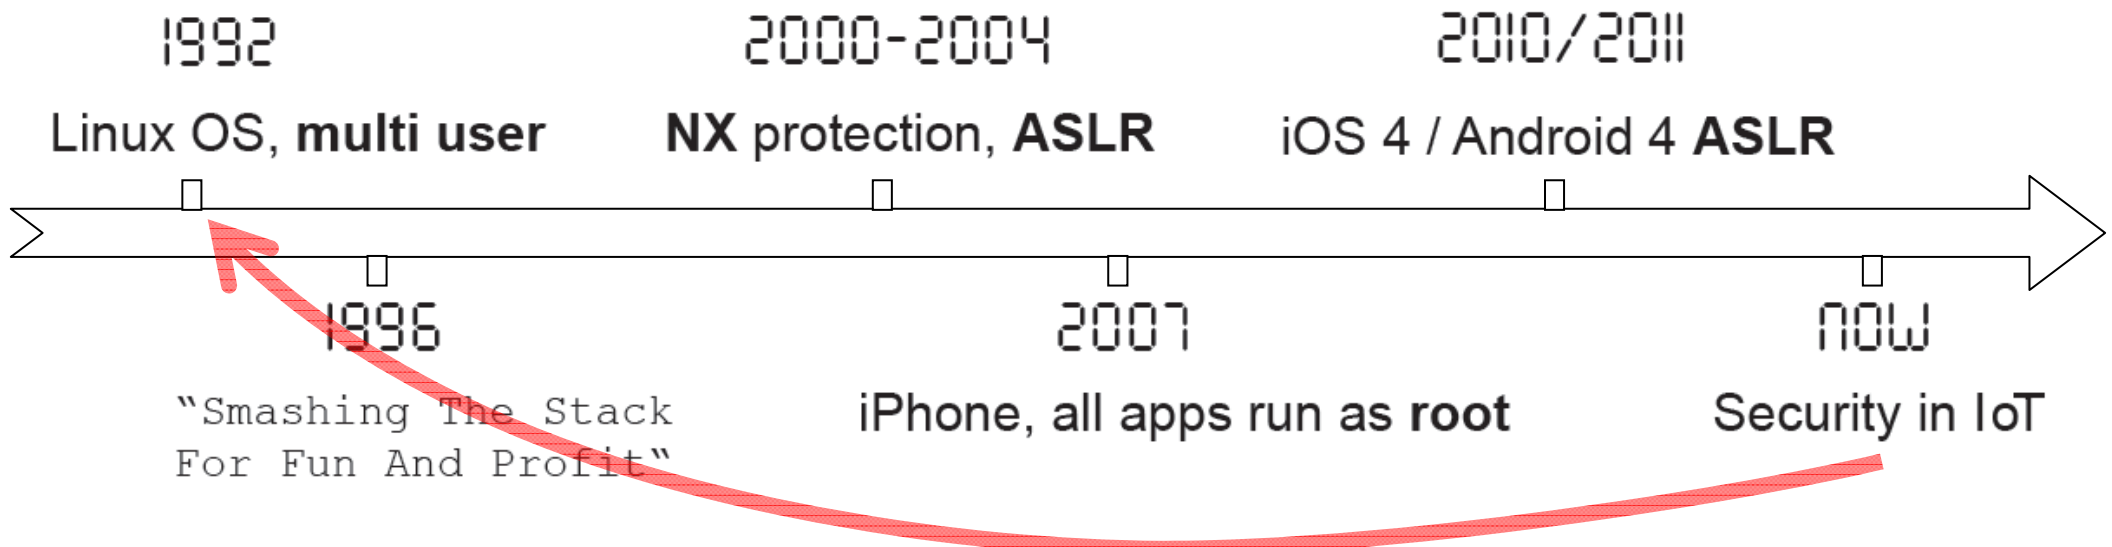 1992
2000-2004
2010/2011
Linux OS, multi user
NX protection, ASLR
iOS 4 / Android 4 ASLR
1996
2007
NOW
“Smashing The Stack
For Fun And Profit“
iPhone, all apps run as root
Security in IoT